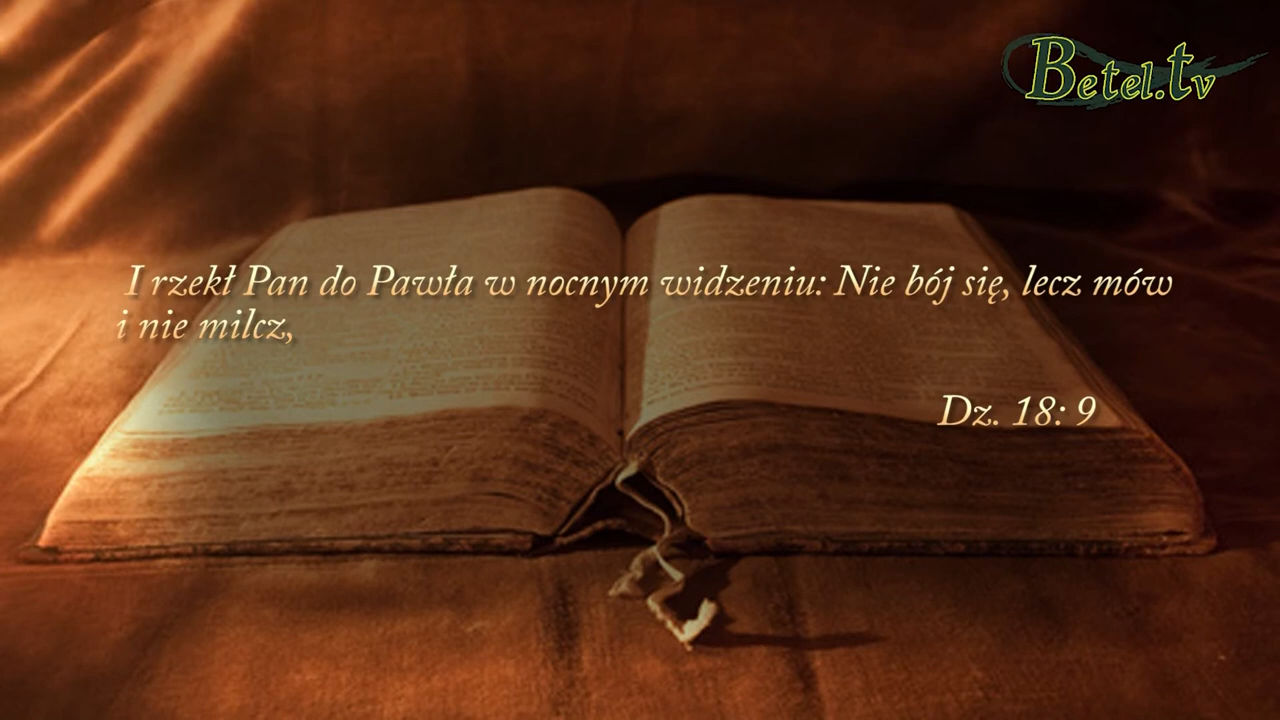 Betel.tv
I rzekł Pan do Pawła w nocnym widzeniu: Nie bój się, lecz mów
i nie milcz,
Dz. 18: 9